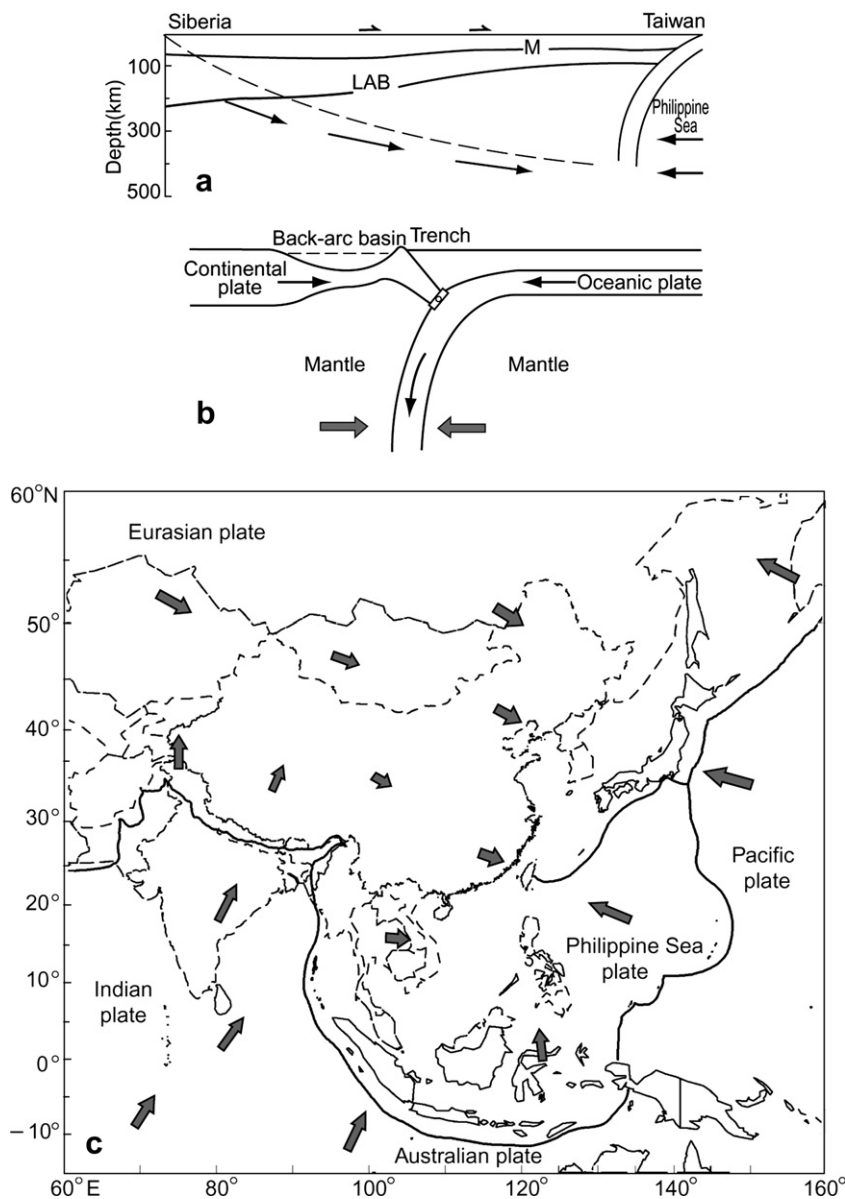 Siberia
Taiwan
M
100
LAB
300
500
Depth(km)
Philippine
Sea
a
Back-arc basin Trench
Continental
plate
Oceanic plate
Mantle
Mantle
b
60°N
Eurasian plate
50°
40°
30°
Pacific
plate
20°
Philippine Sea
plate
10°
Indian
plate
0°
−10°
c
Australian plate
60° E
80°
100°
120°
140°
160°